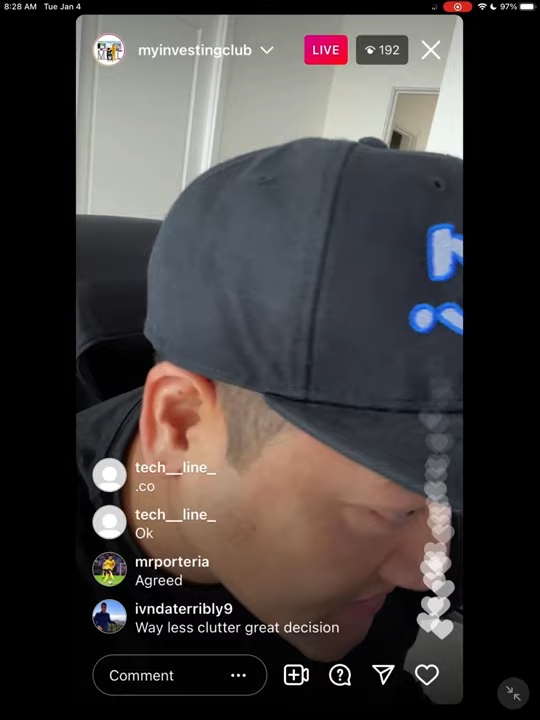 8:28 AM Tue Jan 4
97%
myinvestingclub
LIVE
192
tech__line_
.co
tech__line_
Ok
mrporteria
Agreed
ivndaterribly9
Way less clutter great decision
Comment